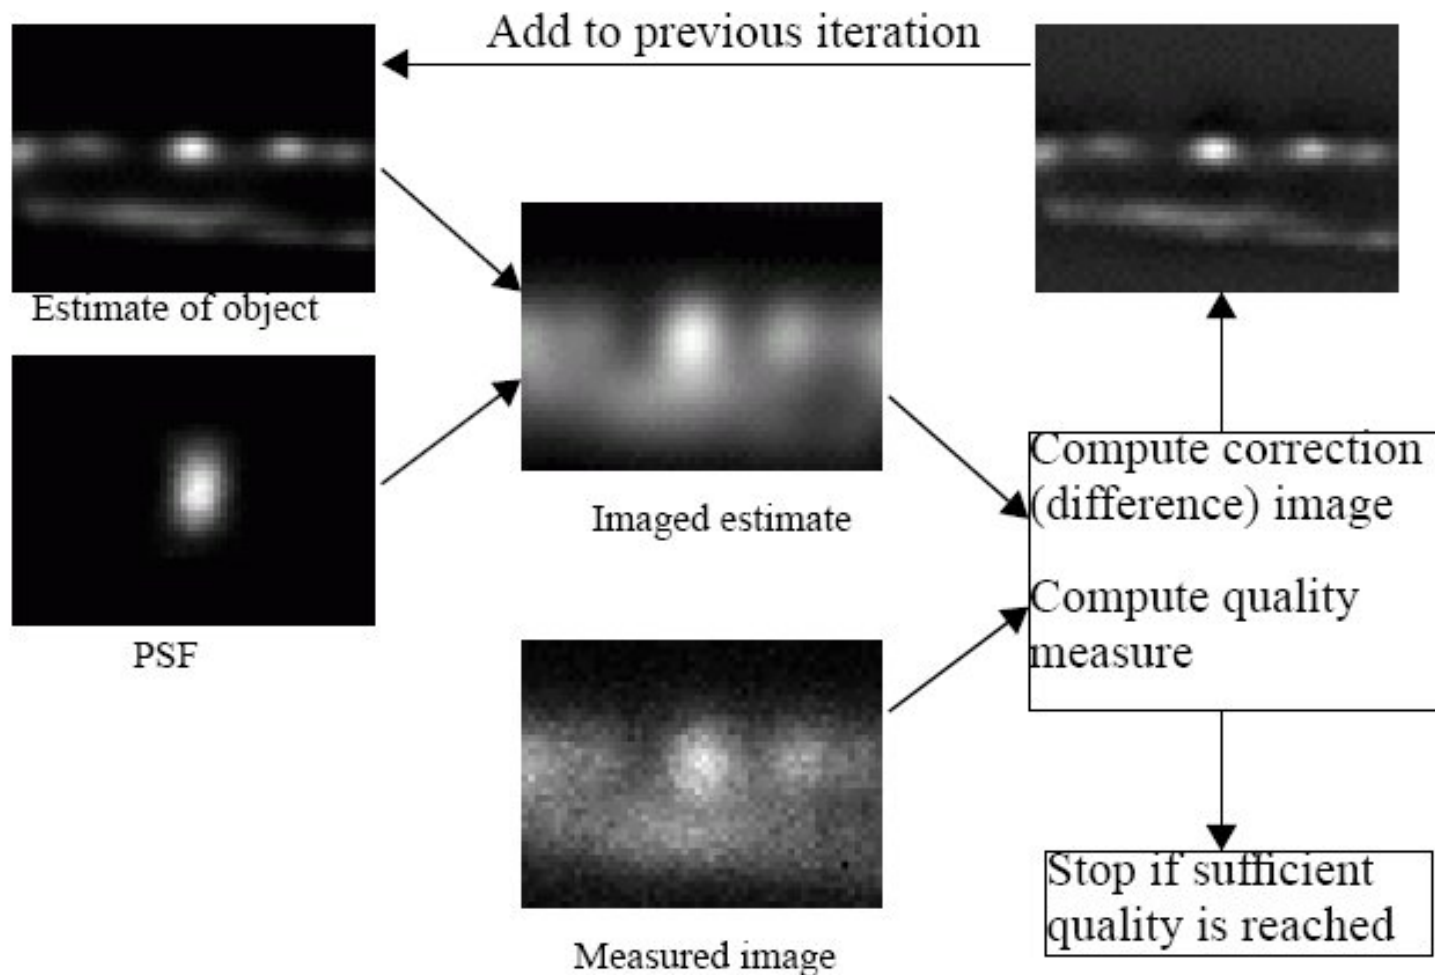 Add to previous iteration
Estimate of object
PSF
Imaged estimate
Measured image
Compute correction
(difference) image
Compute quality
measure
Stop if sufficient
quality is reached